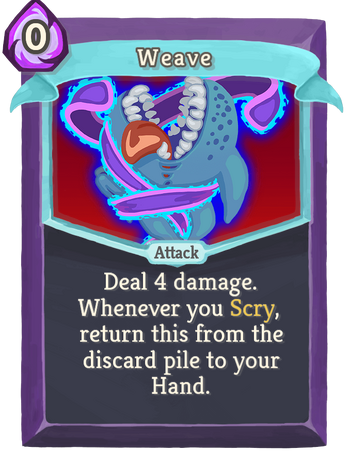 0
Weave
Attack
Deal 4 damage.
Whenever you Scry,
return this from the
discard pile to your
Hand.